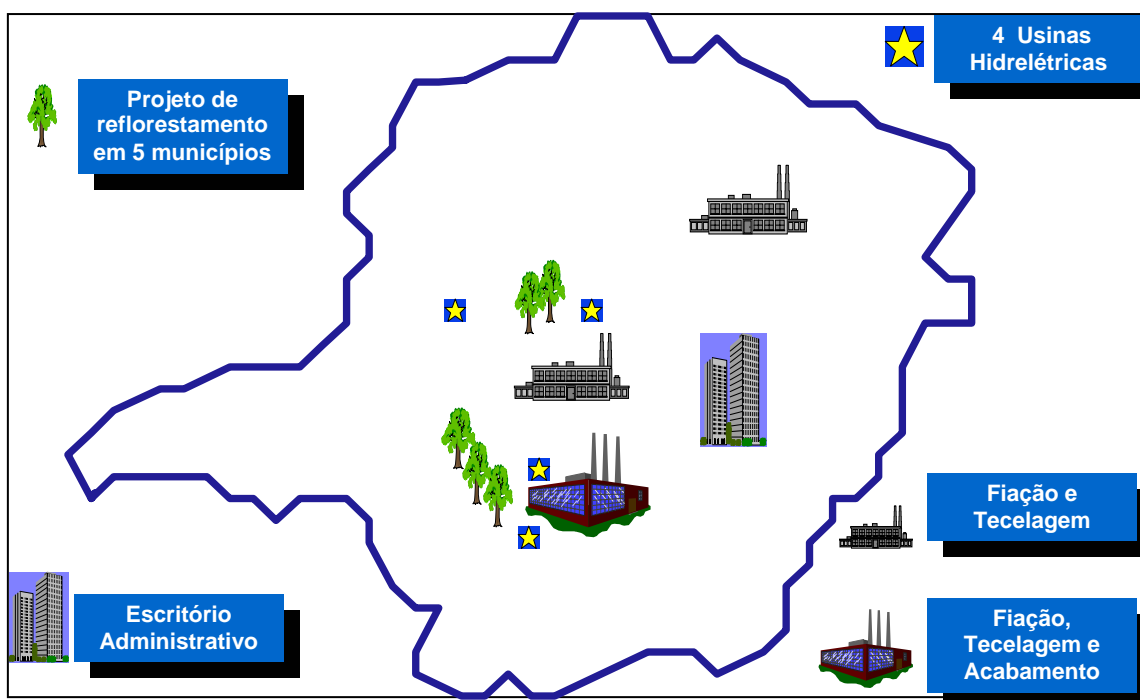 4 Usinas
Hidrelétricas
Projeto de
reflorestamento
em 5 municípios
Fiação e
Tecelagem
Escritório
Administrativo
Fiação,
Tecelagem e
Acabamento